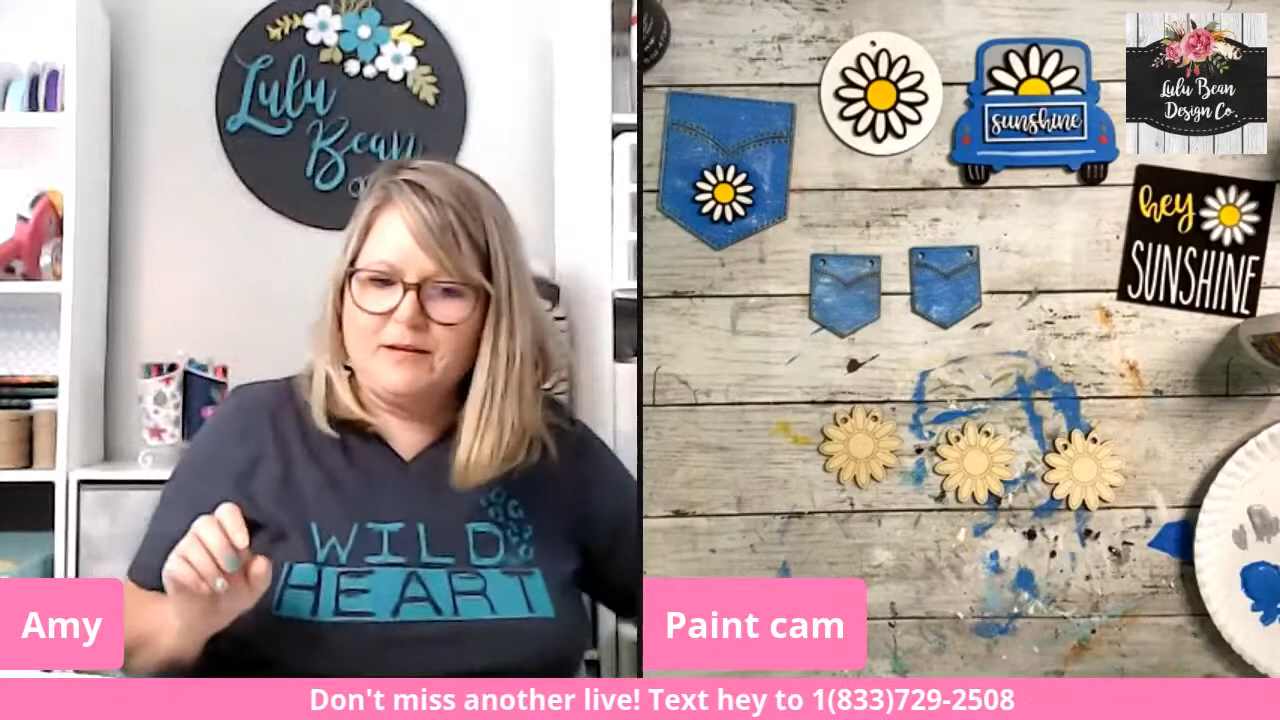 Lulu
Bean
WILD
HEART
Amy
sunshine
Lulu Bean
Design Co.
hey
SUNSHINE
Paint cam
Don't miss another live! Text hey to 1(833)729-2508